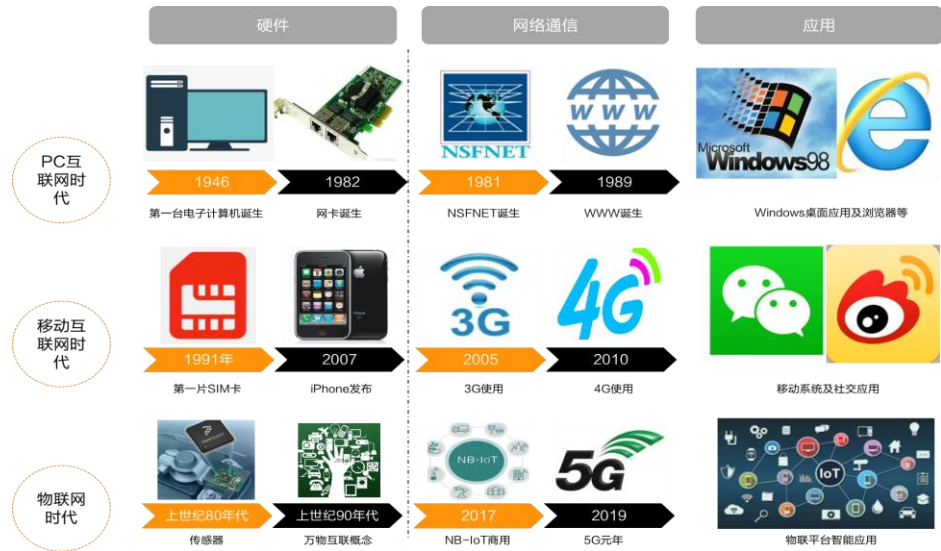 硬件
网络通信
应用
PC互
联网时
代
NSFNET
WWW
Microsoft
Windows98
1946
1982
1981
1989
第一台电子计算机诞生
网卡诞生
NSFNET诞生
WWW诞生
Windows桌面应用及浏览器等
移动互
联网时
代
3G
4G
1991年
2007
2005
2010
第一片SIM卡
iPhone发布
3G使用
4G使用
移动系统及社交应用
物联网
时代
NB-IoT
5G
IoT
上世纪80年代
上世纪90年代
2017
2019
传感器
万物互联概念
NB-IoT商用
5G元年
物联平台智能应用